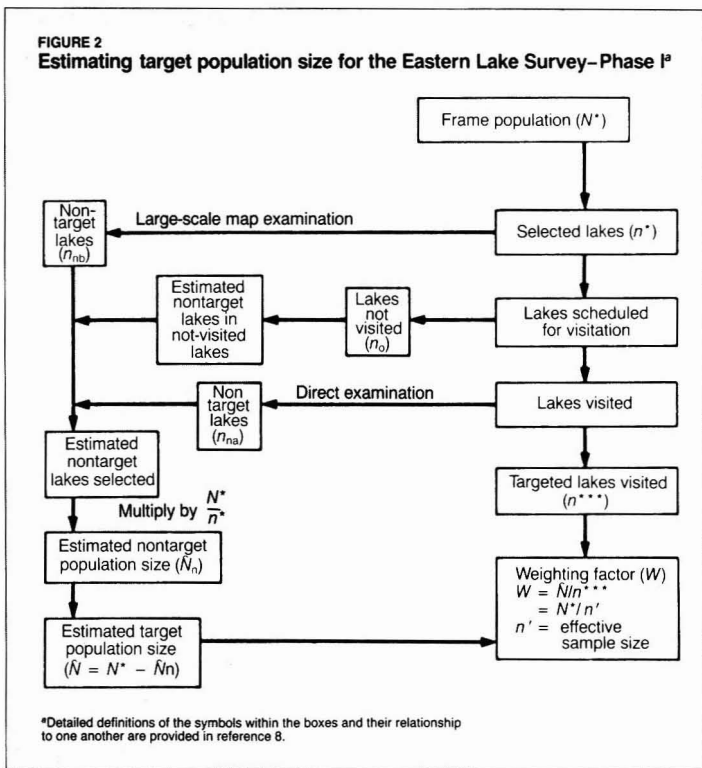 FIGURE 2
Estimating target population size for the Eastern Lake Survey–Phase Iª
Frame population (N*)
Non-
target
lakes
(n_nb)
Large-scale map examination
Selected lakes (n*)
Estimated
nontarget
lakes in
not-visited
lakes
Lakes
not
visited
(n_o)
Lakes scheduled
for visitation
Non
target
lakes
(n_na)
Direct examination
Lakes visited
Estimated
nontarget
lakes selected
Targeted lakes visited
(n***)
Multiply by N*/n*
Estimated nontarget
population size (N̂_n)
Weighting factor (W)
W = N̂/n***
= N*/n′
n′ = effective
sample size
Estimated target
population size
(N̂ = N* − N̂n)
ªDetailed definitions of the symbols within the boxes and their relationship
to one another are provided in reference 8.